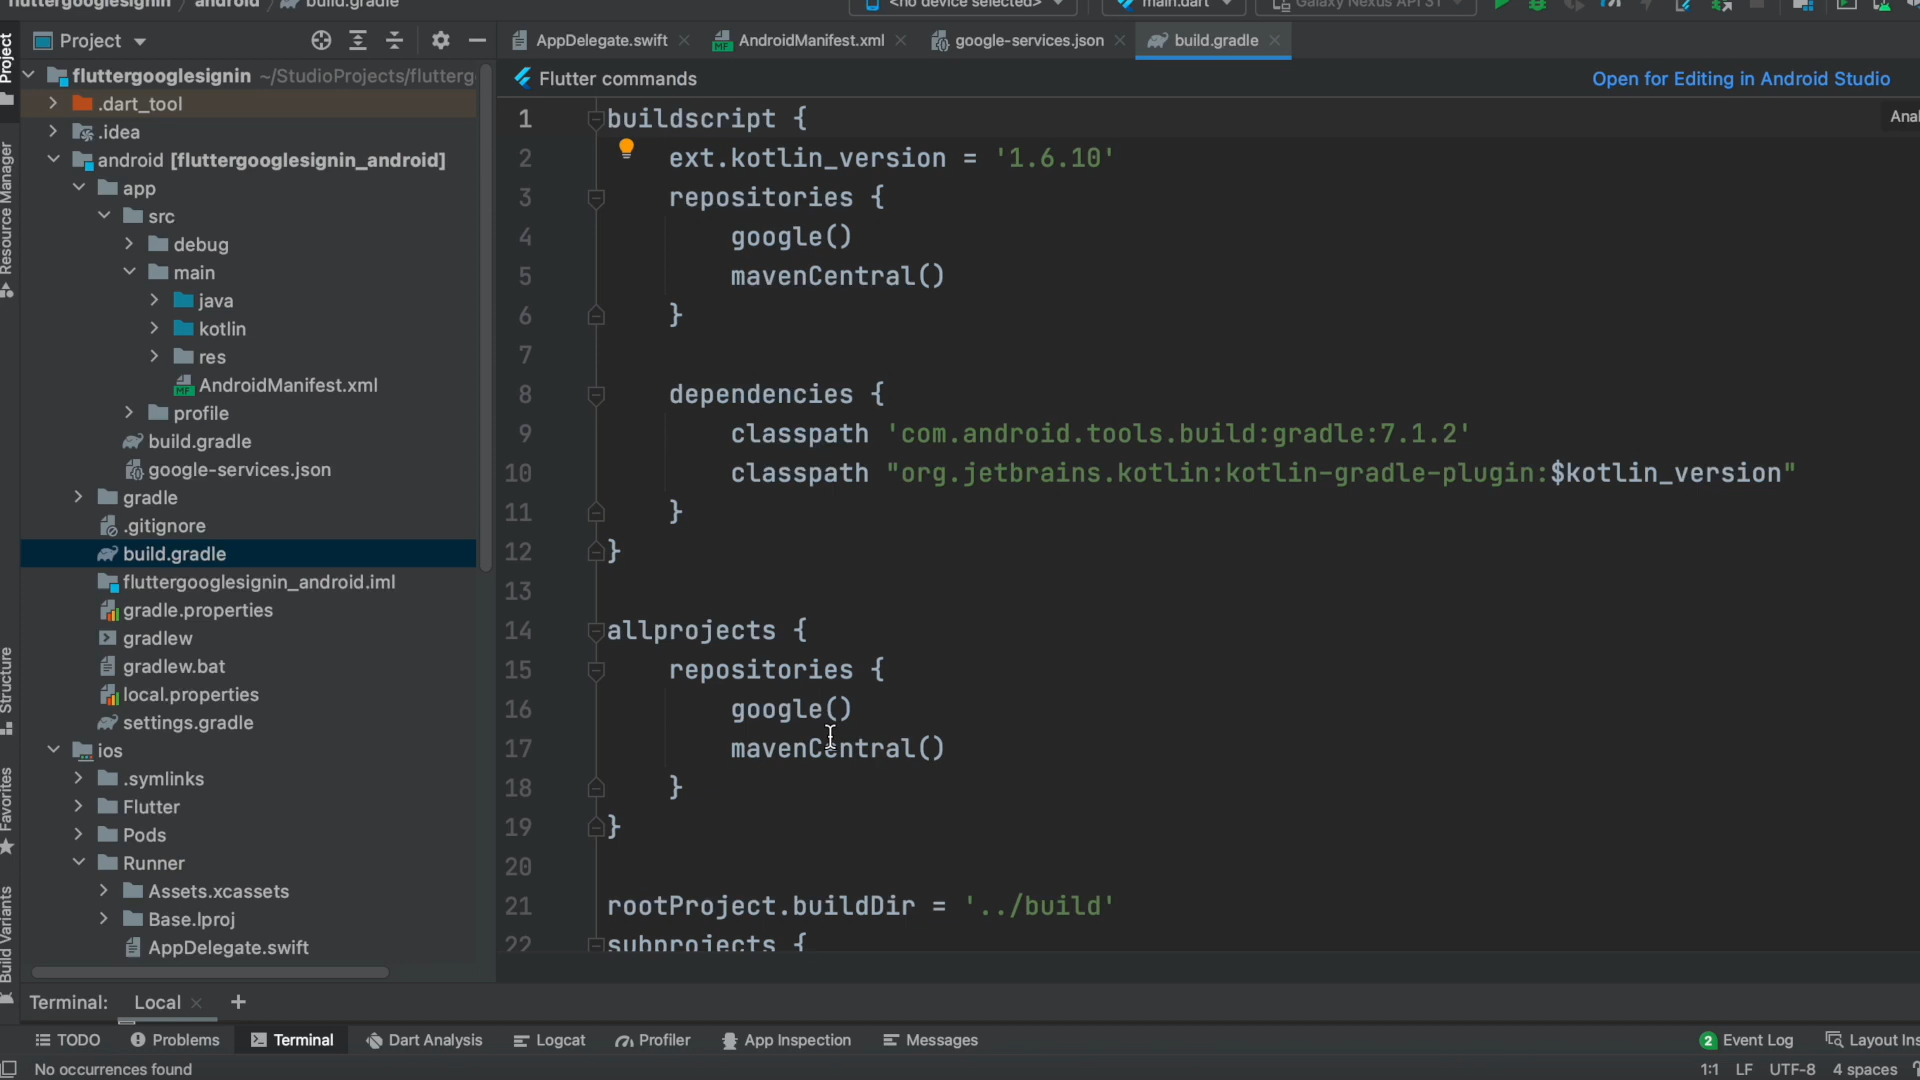 fluttergooglesignin / android / build.gradle
<no device selected>
main.dart
Galaxy Nexus API 31
Project
AppDelegate.swift
AndroidManifest.xml
google-services.json
build.gradle
Flutter commands
Open for Editing in Android Studio
Project
Resource Manager
Structure
Favorites
Build Variants
fluttergooglesignin ~/StudioProjects/flutterg
.dart_tool
.idea
android [fluttergooglesignin_android]
app
src
debug
main
java
kotlin
res
AndroidManifest.xml
profile
build.gradle
google-services.json
gradle
.gitignore
build.gradle
fluttergooglesignin_android.iml
gradle.properties
gradlew
gradlew.bat
local.properties
settings.gradle
ios
.symlinks
Flutter
Pods
Runner
Assets.xcassets
Base.lproj
AppDelegate.swift
1 buildscript {
Anal
2 ext.kotlin_version = '1.6.10'
3 repositories {
4 google()
5 mavenCentral()
6 }
7
8 dependencies {
9 classpath 'com.android.tools.build:gradle:7.1.2'
10 classpath "org.jetbrains.kotlin:kotlin-gradle-plugin:$kotlin_version"
11 }
12 }
13
14 allprojects {
15 repositories {
16 google()
17 mavenCentral()
18 }
19 }
20
21 rootProject.buildDir = '../build'
22 subprojects {
Terminal: Local +
TODO
Problems
Terminal
Dart Analysis
Logcat
Profiler
App Inspection
Messages
2 Event Log
Layout Ins
No occurrences found
1:1 LF UTF-8 4 spaces